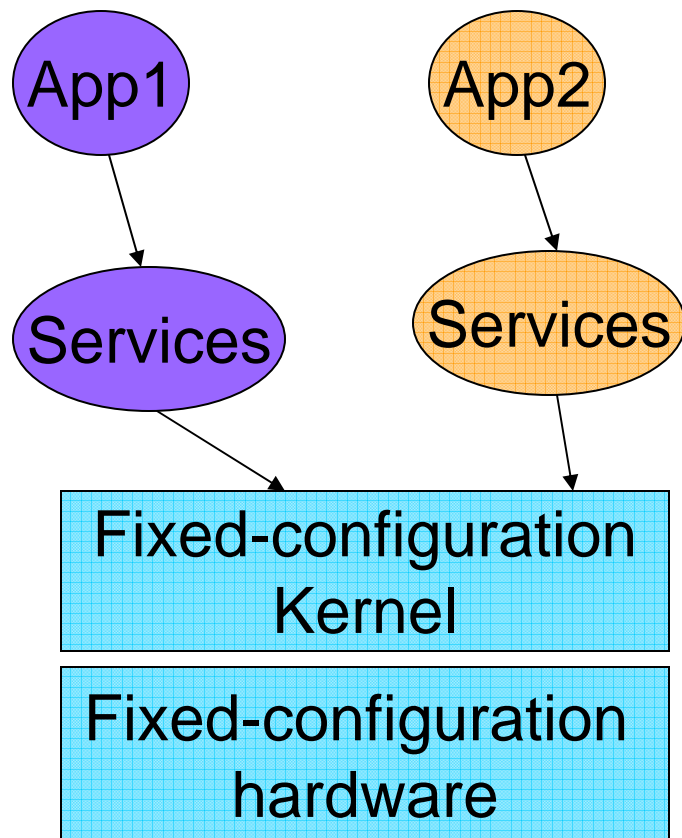 App1
App2
Services
Services
Fixed-configuration
Kernel
Fixed-configuration
hardware